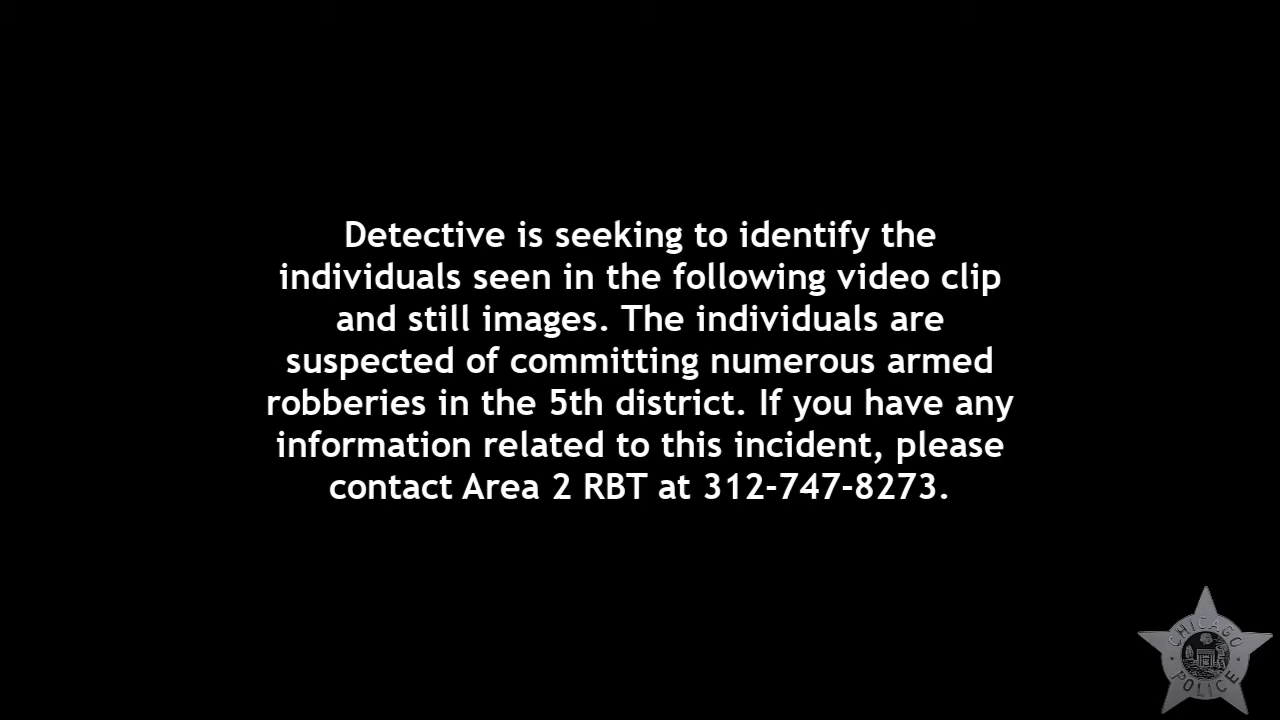 Detective is seeking to identify the
individuals seen in the following video clip
and still images. The individuals are
suspected of committing numerous armed
robberies in the 5th district. If you have any
information related to this incident, please
contact Area 2 RBT at 312-747-8273.
CHICAGO
POLICE